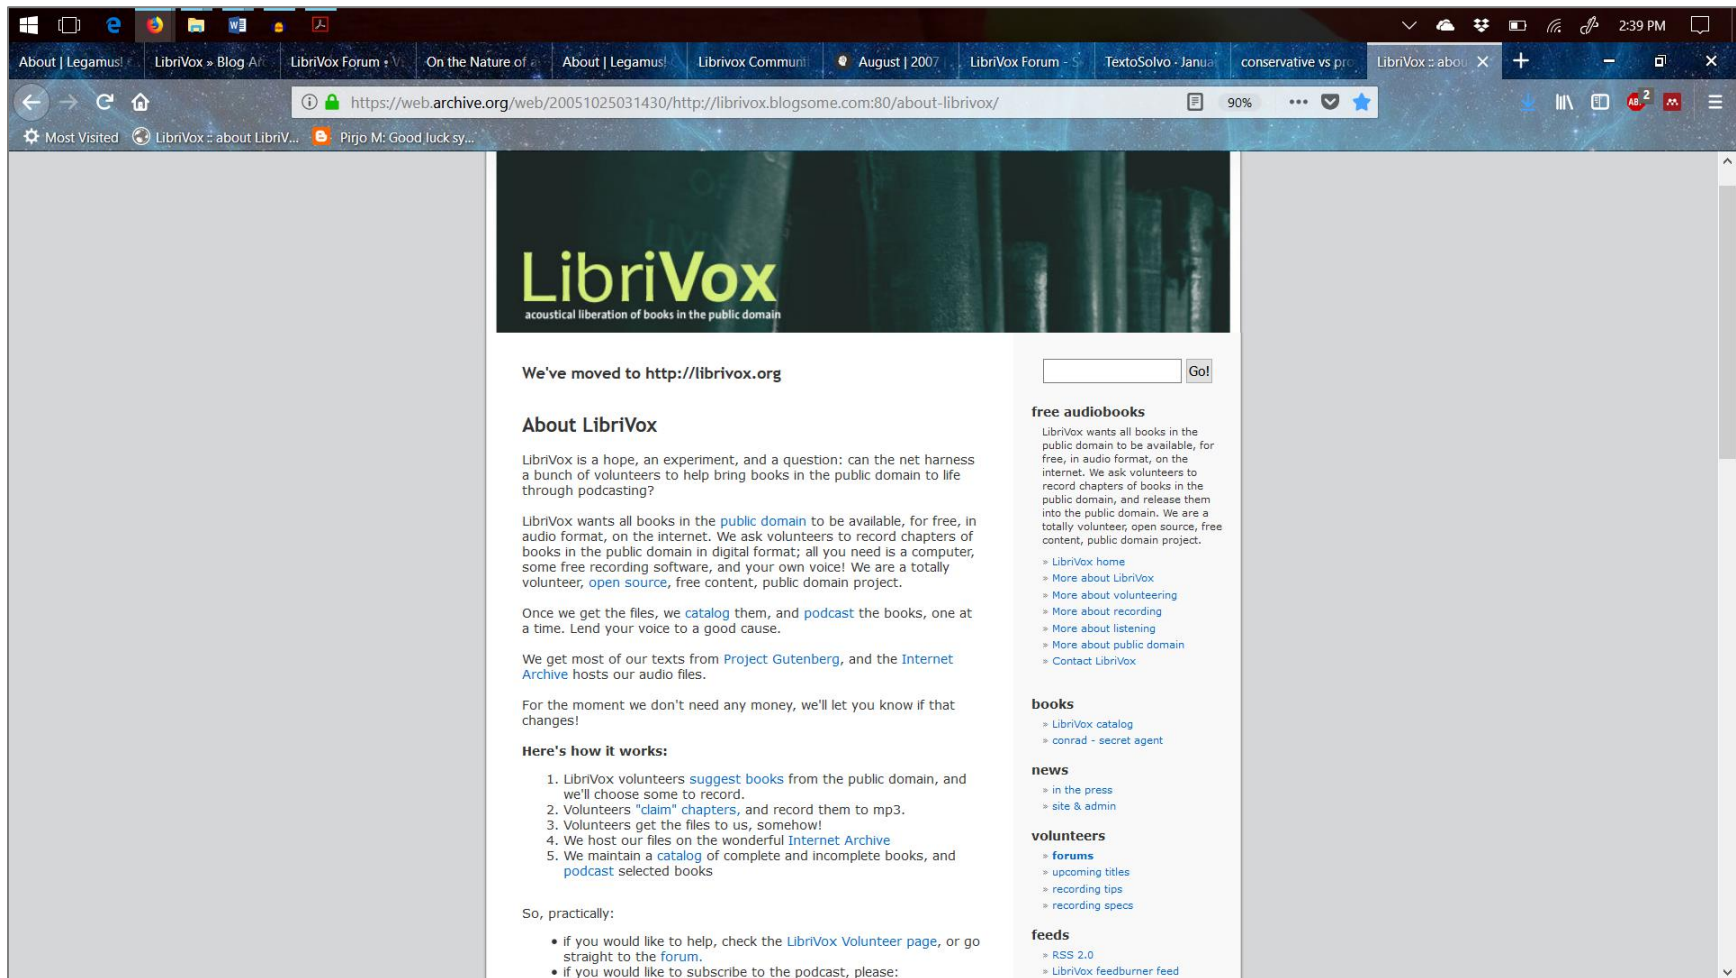 2:39 PM
About | Legamus!
LibriVox » Blog Ar
LibriVox Forum • V
On the Nature of
About | Legamus!
Librivox Communi
August | 2007
LibriVox Forum - S
TextoSolvo - Janua
conservative vs pro
LibriVox :: abou
https://web.archive.org/web/20051025031430/http://librivox.blogsome.com:80/about-librivox/
90%
2
Most Visited
LibriVox :: about LibriV...
Pirjo M: Good luck sy...
LibriVox
acoustical liberation of books in the public domain
We've moved to http://librivox.org
About LibriVox
LibriVox is a hope, an experiment, and a question: can the net harness
a bunch of volunteers to help bring books in the public domain to life
through podcasting?
LibriVox wants all books in the public domain to be available, for free, in
audio format, on the internet. We ask volunteers to record chapters of
books in the public domain in digital format; all you need is a computer,
some free recording software, and your own voice! We are a totally
volunteer, open source, free content, public domain project.
Once we get the files, we catalog them, and podcast the books, one at
a time. Lend your voice to a good cause.
We get most of our texts from Project Gutenberg, and the Internet
Archive hosts our audio files.
For the moment we don't need any money, we'll let you know if that
changes!
Here's how it works:
1. LibriVox volunteers suggest books from the public domain, and
we'll choose some to record.
2. Volunteers "claim" chapters, and record them to mp3.
3. Volunteers get the files to us, somehow!
4. We host our files on the wonderful Internet Archive
5. We maintain a catalog of complete and incomplete books, and
podcast selected books
So, practically:
• if you would like to help, check the LibriVox Volunteer page, or go
straight to the forum.
• if you would like to subscribe to the podcast, please:
Go!
free audiobooks
LibriVox wants all books in the
public domain to be available, for
free, in audio format, on the
internet. We ask volunteers to
record chapters of books in the
public domain, and release them
into the public domain. We are a
totally volunteer, open source, free
content, public domain project.
» LibriVox home
» More about LibriVox
» More about volunteering
» More about recording
» More about listening
» More about public domain
» Contact LibriVox
books
» LibriVox catalog
» conrad - secret agent
news
» in the press
» site & admin
volunteers
» forums
» upcoming titles
» recording tips
» recording specs
feeds
» RSS 2.0
» LibriVox feedburner feed